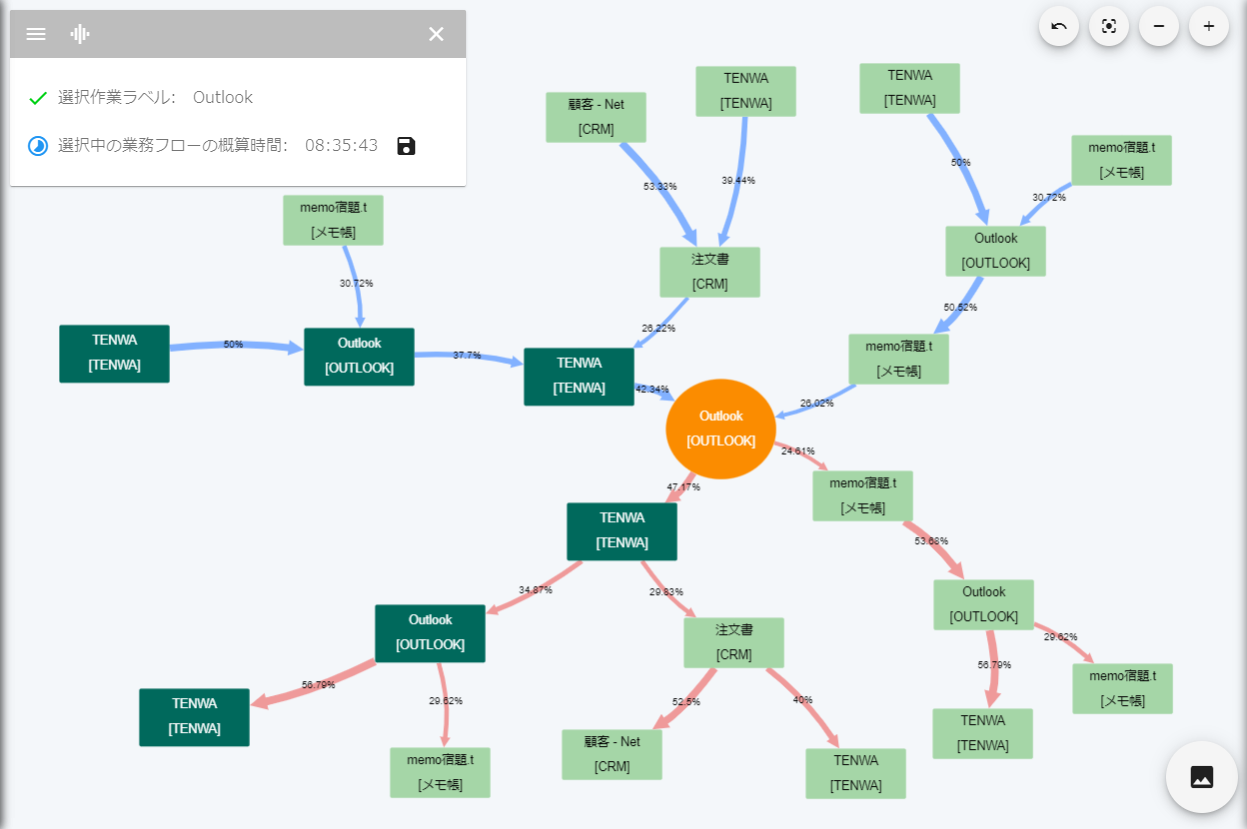 選択作業ラベル: Outlook
選択中の業務フローの概算時間: 08:35:43
顧客 - Net
[CRM]
TENWA
[TENWA]
TENWA
[TENWA]
memo宿題.t
[メモ帳]
53.33%
39.44%
50%
30.72%
memo宿題.t
[メモ帳]
注文書
[CRM]
Outlook
[OUTLOOK]
30.72%
26.22%
50.52%
TENWA
[TENWA]
50%
Outlook
[OUTLOOK]
37.7%
TENWA
[TENWA]
42.34%
memo宿題.t
[メモ帳]
26.02%
Outlook
[OUTLOOK]
24.61%
47.17%
memo宿題.t
[メモ帳]
TENWA
[TENWA]
53.68%
34.87%
29.83%
Outlook
[OUTLOOK]
Outlook
[OUTLOOK]
注文書
[CRM]
29.62%
56.79%
56.79%
29.62%
52.5%
40%
memo宿題.t
[メモ帳]
TENWA
[TENWA]
memo宿題.t
[メモ帳]
顧客 - Net
[CRM]
TENWA
[TENWA]
TENWA
[TENWA]